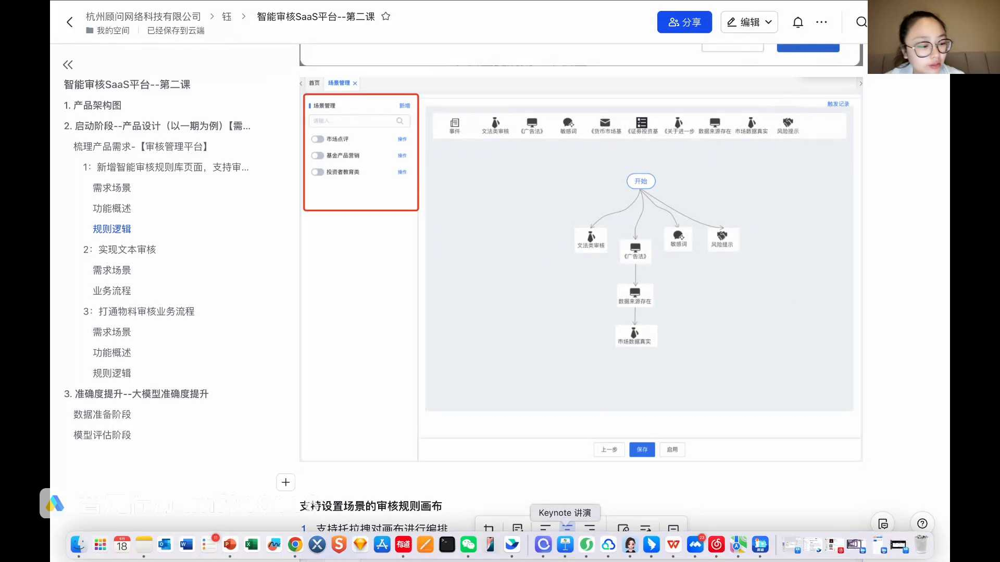 杭州顾问网络科技有限公司 > 钰 > 智能审核SaaS平台--第二课
我的空间 已经保存到云端
分享
编辑
智能审核SaaS平台--第二课
1. 产品架构图
2. 启动阶段--产品设计（以一期为例）【需...
梳理产品需求-【审核管理平台】
1：新增智能审核规则库页面，支持审...
需求场景
功能概述
规则逻辑
2：实现文本审核
需求场景
业务流程
3：打通物料审核业务流程
需求场景
功能概述
规则逻辑
3. 准确度提升--大模型准确度提升
数据准备阶段
模型评估阶段
首页 场景管理
场景管理 新增
请输入...
市场点评 操作
基金产品营销 操作
投资者教育类 操作
触发记录
事件 文法类审核 《广告法》 敏感词 《货币市场基 《证券投资基 《关于进一步 数据来源存在 市场数据真实 风险提示
开始
文法类审核 《广告法》 敏感词 风险提示
数据来源存在
市场数据真实
上一步 保存 启用
支持设置场景的审核规则画布
1. 支持托拉拽对画布进行编排
Keynote 讲演
18
有道
11
23